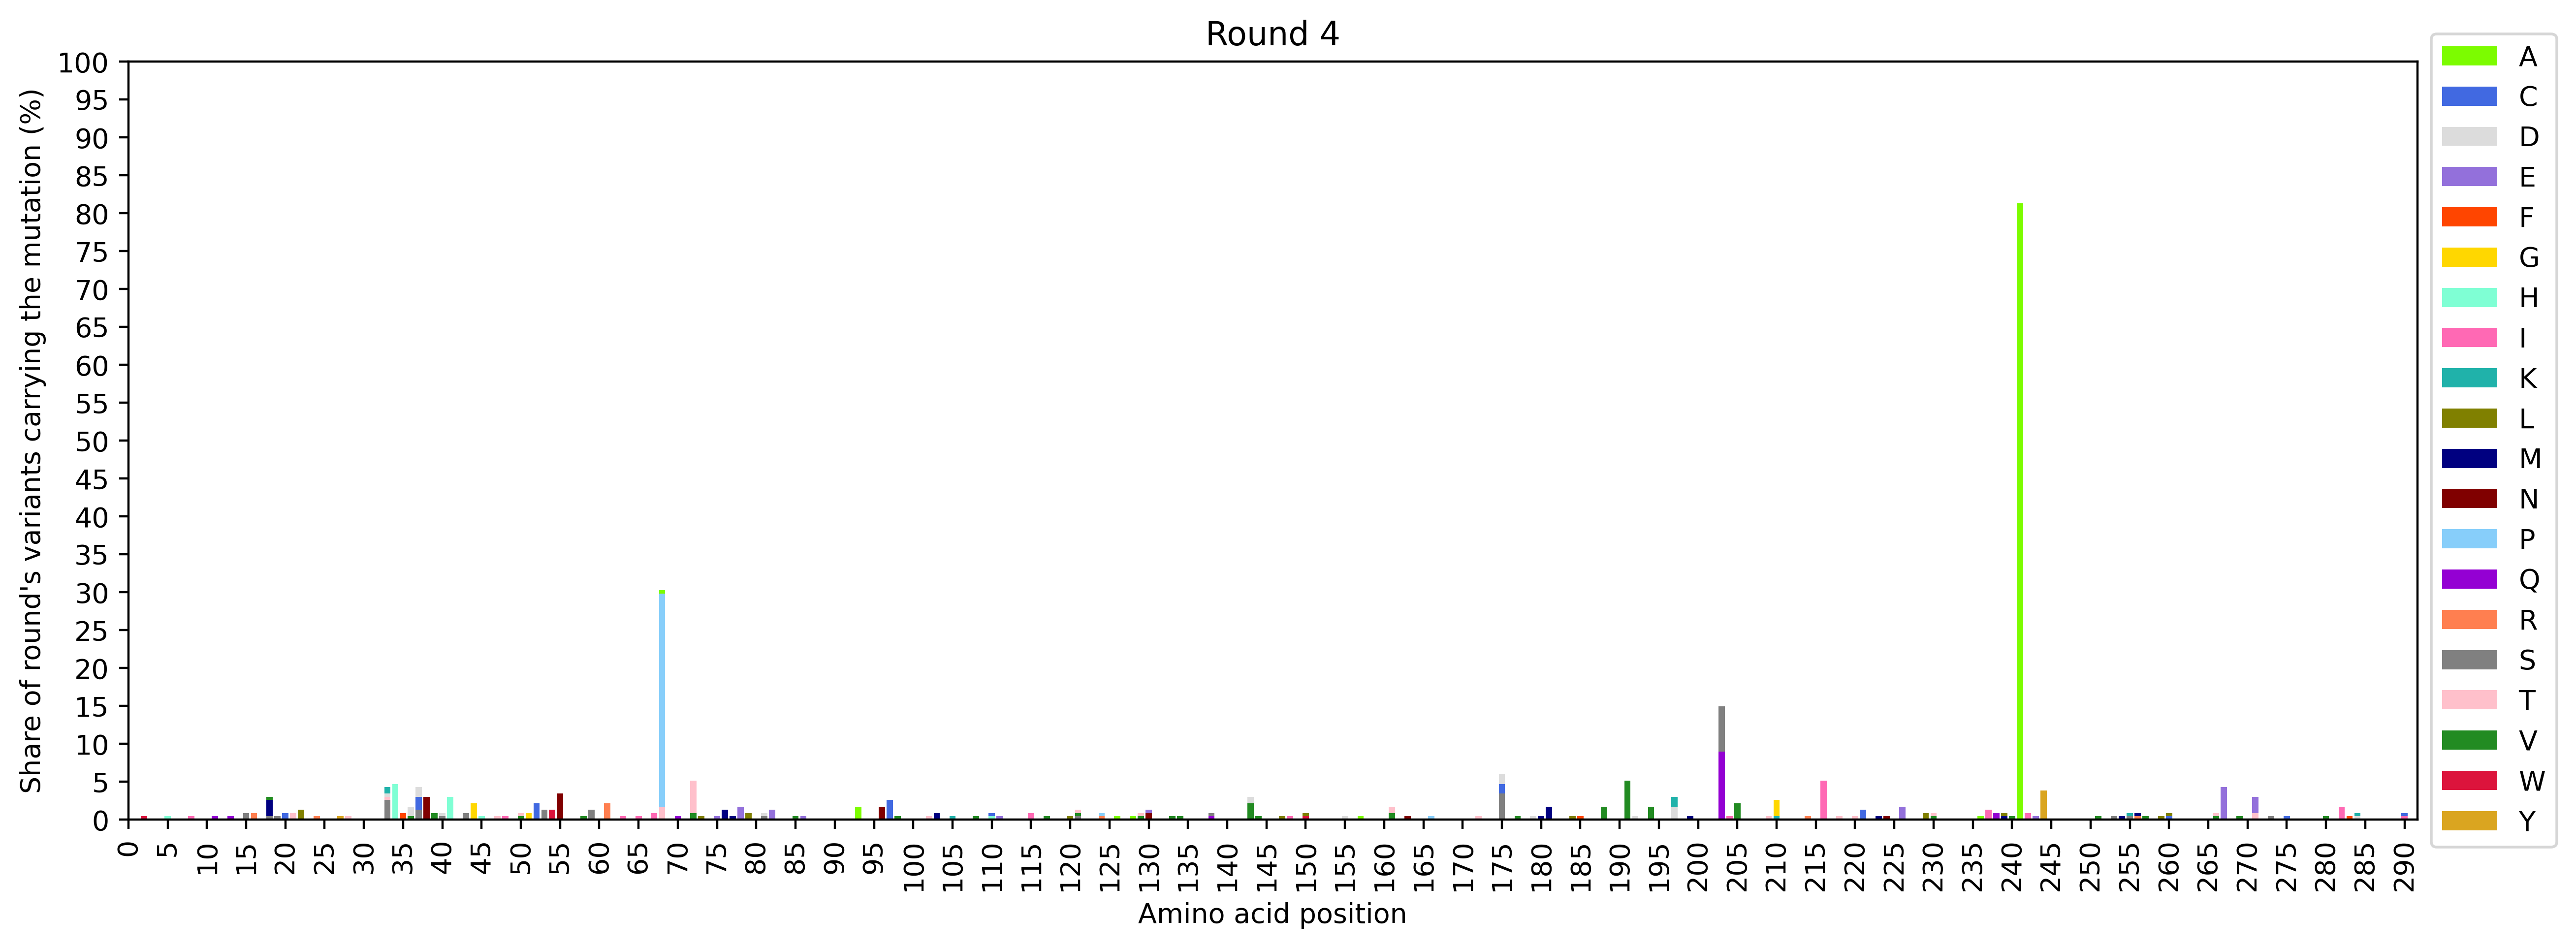 Round 4
Share of round's variants carrying the mutation (%)
100
95
90
85
80
75
70
65
60
55
50
45
40
35
30
25
20
15
10
5
0
0 5 10 15 20 25 30 35 40 45 50 55 60 65 70 75 80 85 90 95 100 105 110 115 120 125 130 135 140 145 150 155 160 165 170 175 180 185 190 195 200 205 210 215 220 225 230 235 240 245 250 255 260 265 270 275 280 285 290
Amino acid position
A
C
D
E
F
G
H
I
K
L
M
N
P
Q
R
S
T
V
W
Y